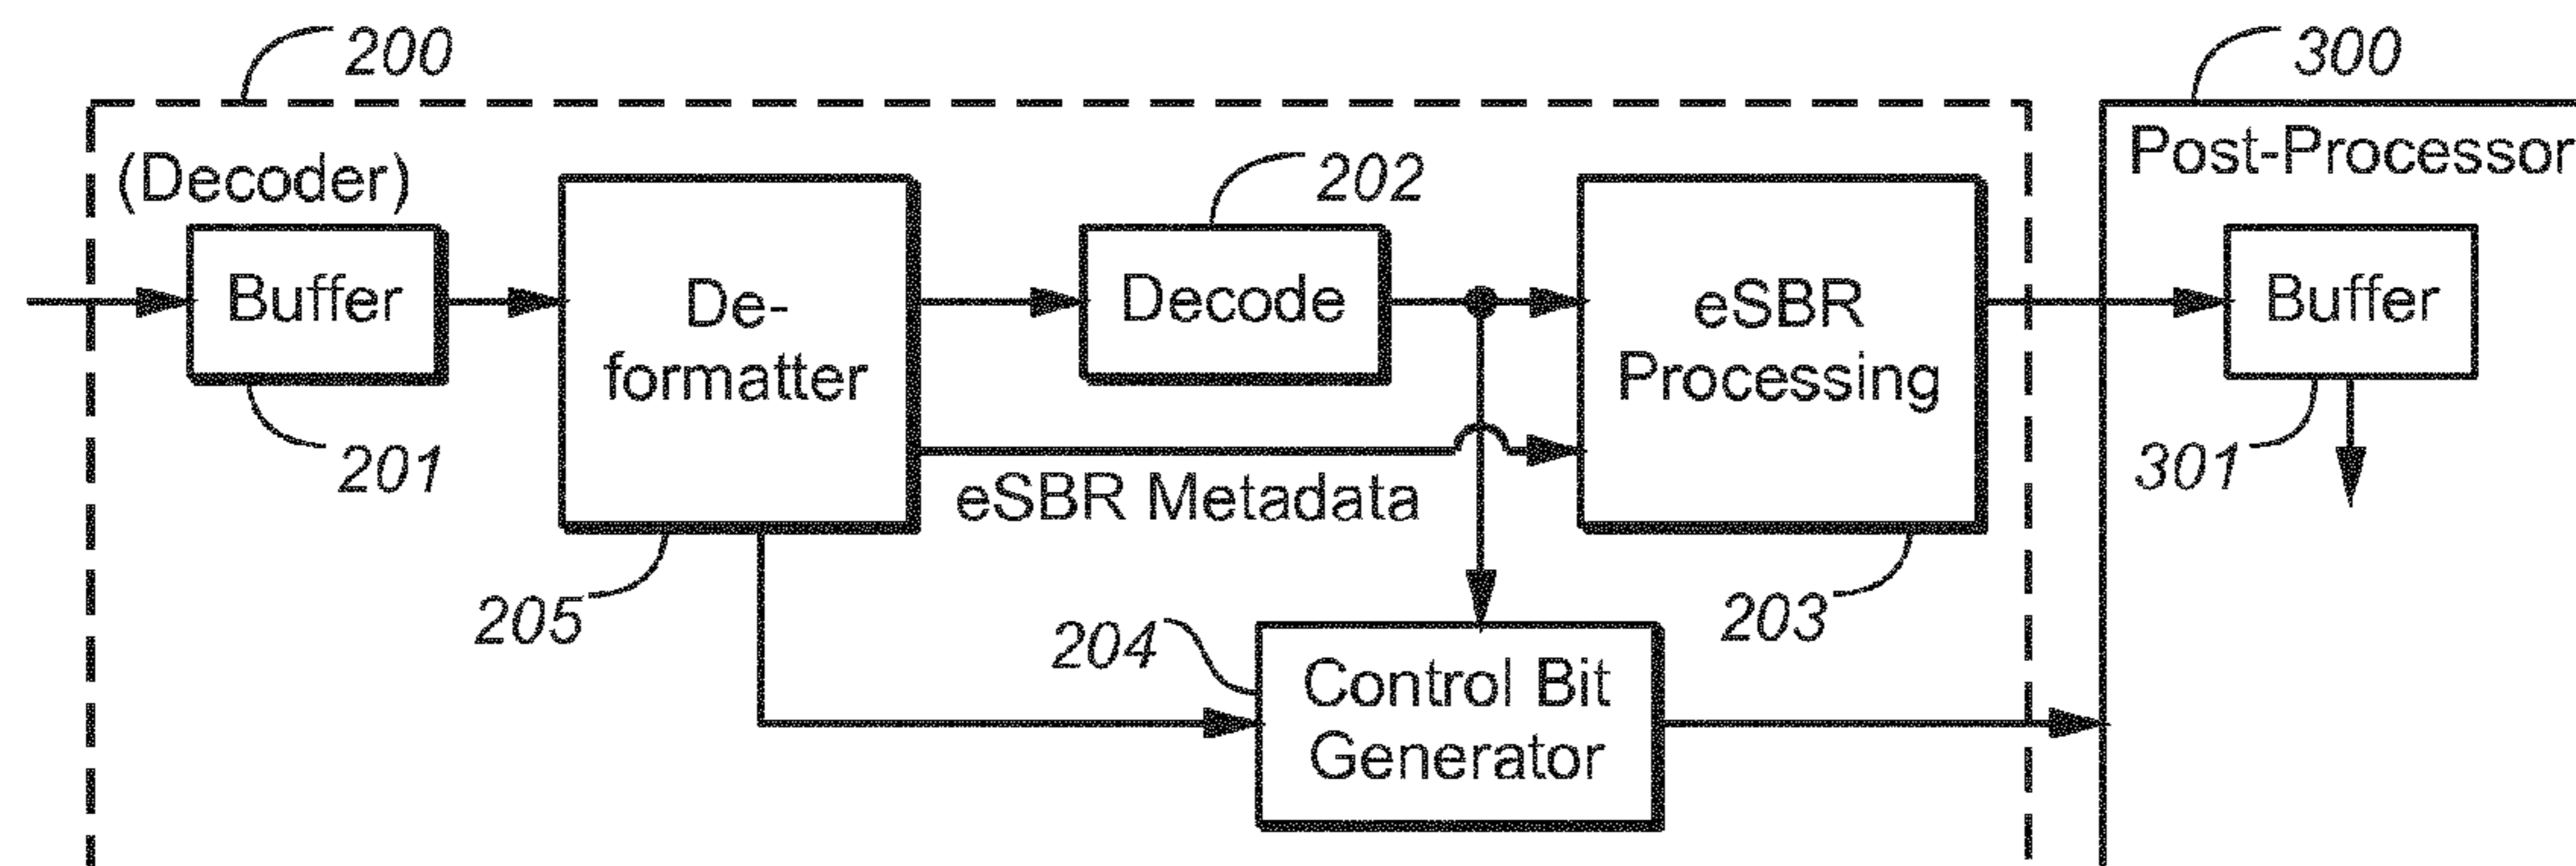 200
300
(Decoder)
202
Post-Processor
Buffer
De-
formatter
Decode
eSBR
Processing
Buffer
201
eSBR Metadata
301
205
204
203
Control Bit
Generator